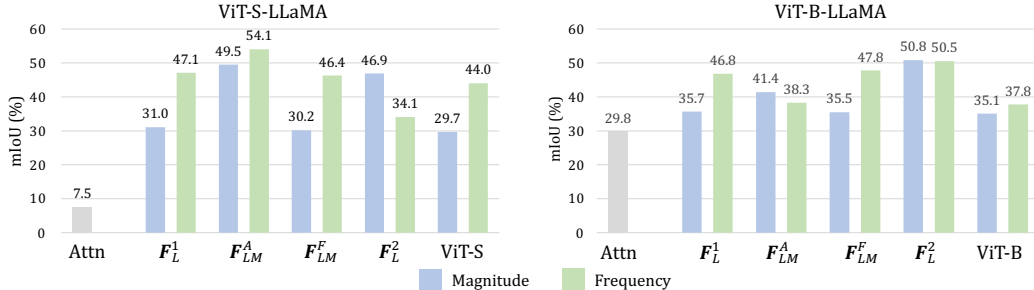 ViT-S-LLaMA
mIoU (%)
60
50
40
30
20
10
0
7.5
31.0
47.1
49.5
54.1
30.2
46.4
46.9
34.1
29.7
44.0
Attn
F_L^1
F_LM^A
F_LM^F
F_L^2
ViT-S
ViT-B-LLaMA
mIoU (%)
60
50
40
30
20
10
0
29.8
35.7
46.8
41.4
38.3
35.5
47.8
50.8
50.5
35.1
37.8
Attn
F_L^1
F_LM^A
F_LM^F
F_L^2
ViT-B
Magnitude
Frequency